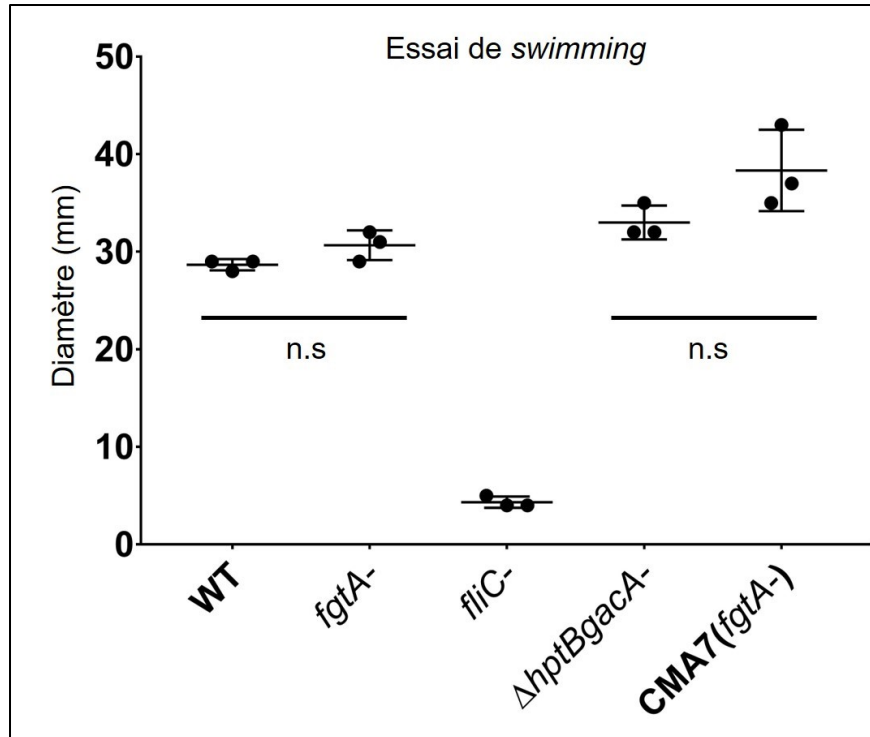 Essai de swimming
Diamètre (mm)
50
40
30
20
10
0
n.s
n.s
WT
fgtA-
fliC-
ΔhptBgacA-
CMA7(fgtA-)